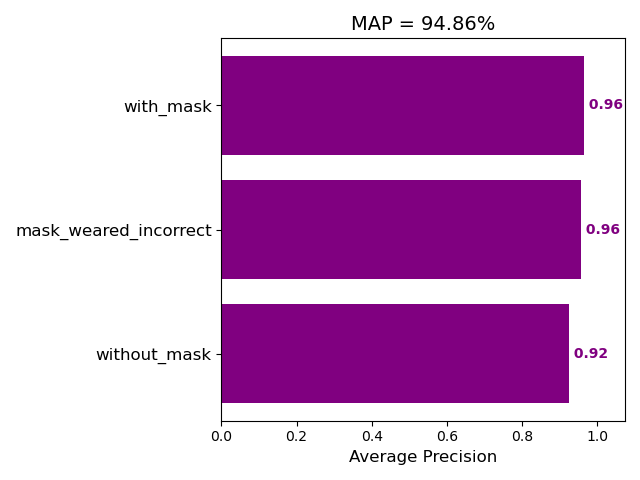 MAP = 94.86%
with_mask
0.96
mask_weared_incorrect
0.96
without_mask
0.92
0.0 0.2 0.4 0.6 0.8 1.0
Average Precision